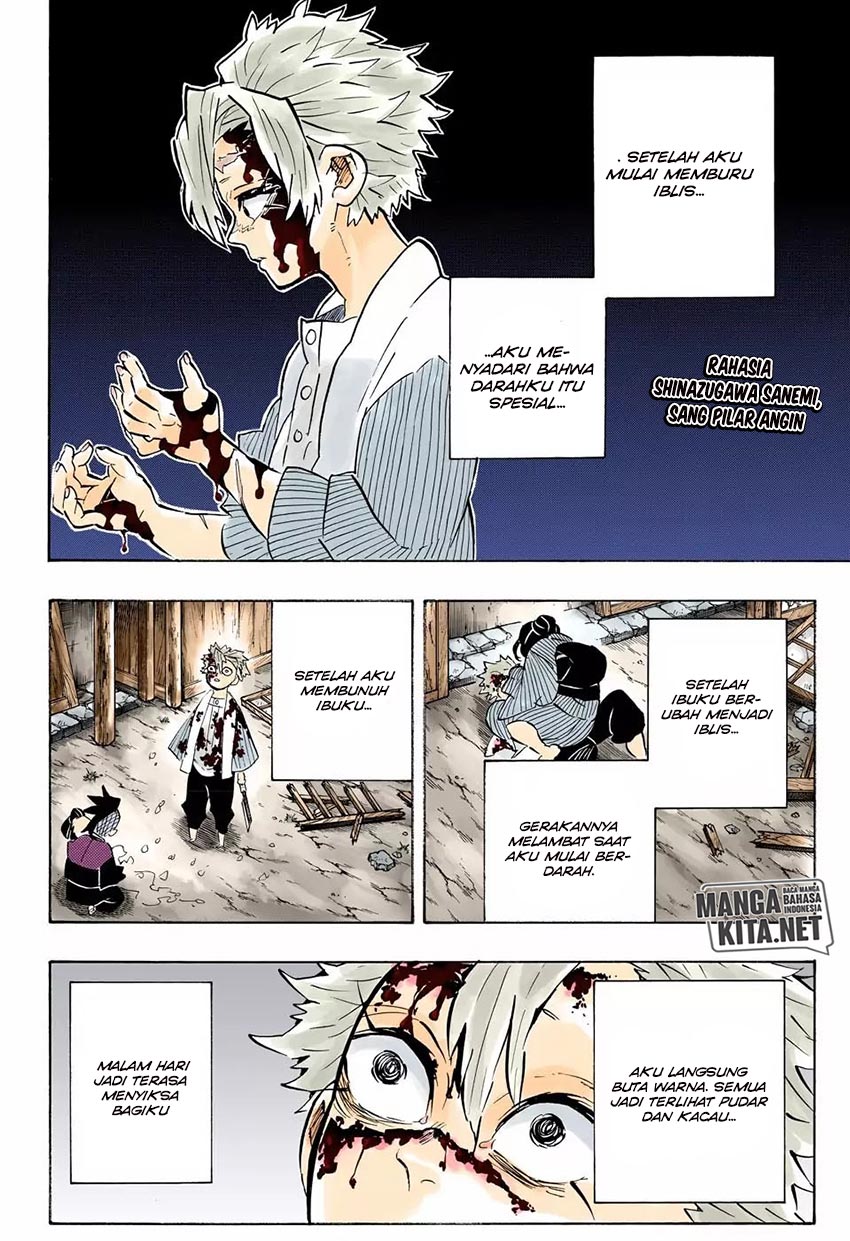 . SETELAH AKU
MULAI MEMBURU
IBLIS...
...AKU ME-
NYADARI BAHWA
DARAHKU ITU
SPESIAL...
RAHASIA
SHINAZUGAWA SANEMI,
SANG PILAR ANGIN
SETELAH
IBUKU BER-
UBAH MENJADI
IBLIS...
GERAKANNYA
MELAMBAT SAAT
AKU MULAI BER-
DARAH.
SETELAH AKU
MEMBUNUH
IBUKU...
MANGA
KITA.NET
BACA MANGA
BAHASA
INDONESIA
AKU LANGSUNG
BUTA WARNA. SEMUA
JADI TERLIHAT PUDAR
DAN KACAU...
MALAM HARI
JADI TERASA
MENYIKSA
BAGIKU